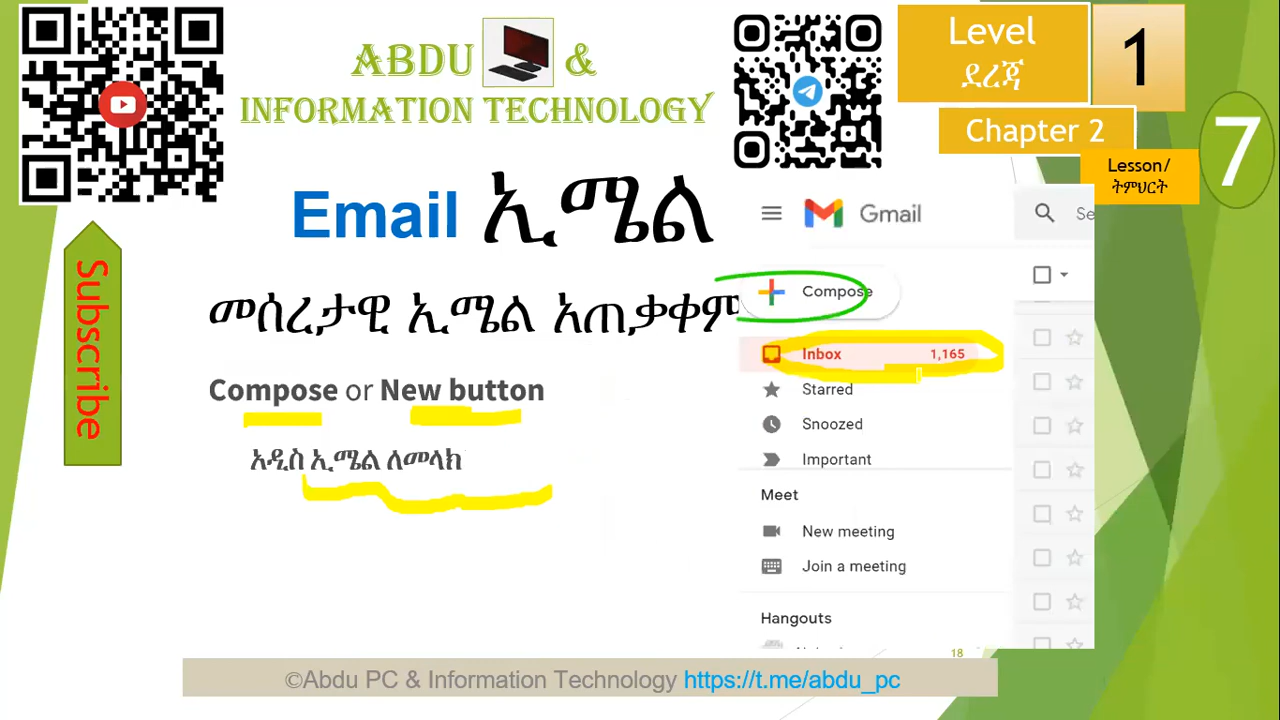 ABDU &
INFORMATION TECHNOLOGY
Level
ደረጃ
1
Chapter 2
Lesson/
ትምህርት
7
Subscribe
Email ኢሜል
መሰረታዊ ኢሜል አጠቃቀም
Compose or New button
አዲስ ኢሜል ለመላክ
Gmail
Se
Compose
Inbox 1,165
Starred
Snoozed
Important
Meet
New meeting
Join a meeting
Hangouts
18
©Abdu PC & Information Technology https://t.me/abdu_pc